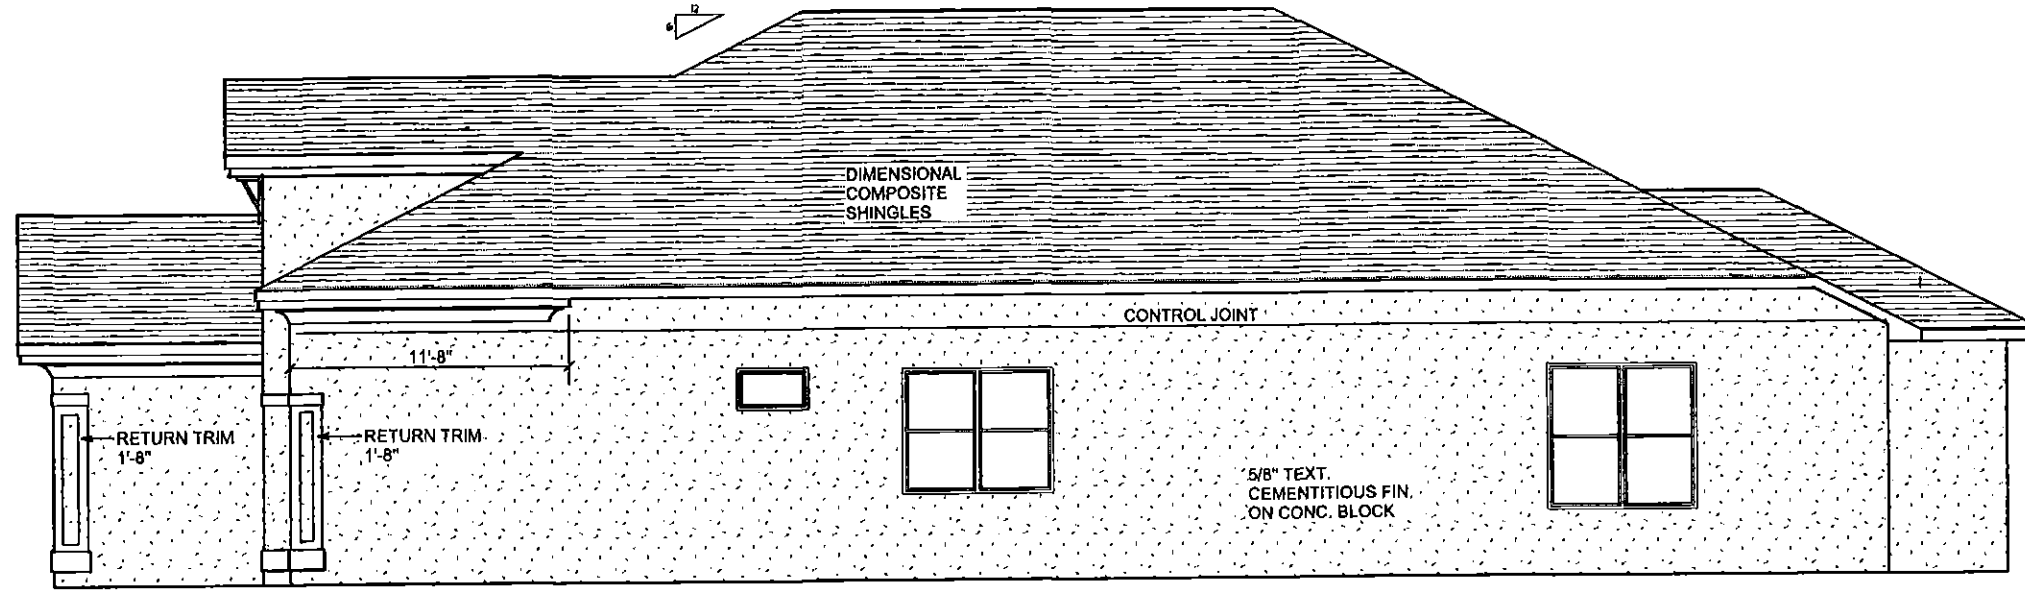 12
6
DIMENSIONAL
COMPOSITE
SHINGLES
CONTROL JOINT
11'-8"
RETURN TRIM
1'-8"
RETURN TRIM
1'-8"
5/8" TEXT.
CEMENTITIOUS FIN.
ON CONC. BLOCK